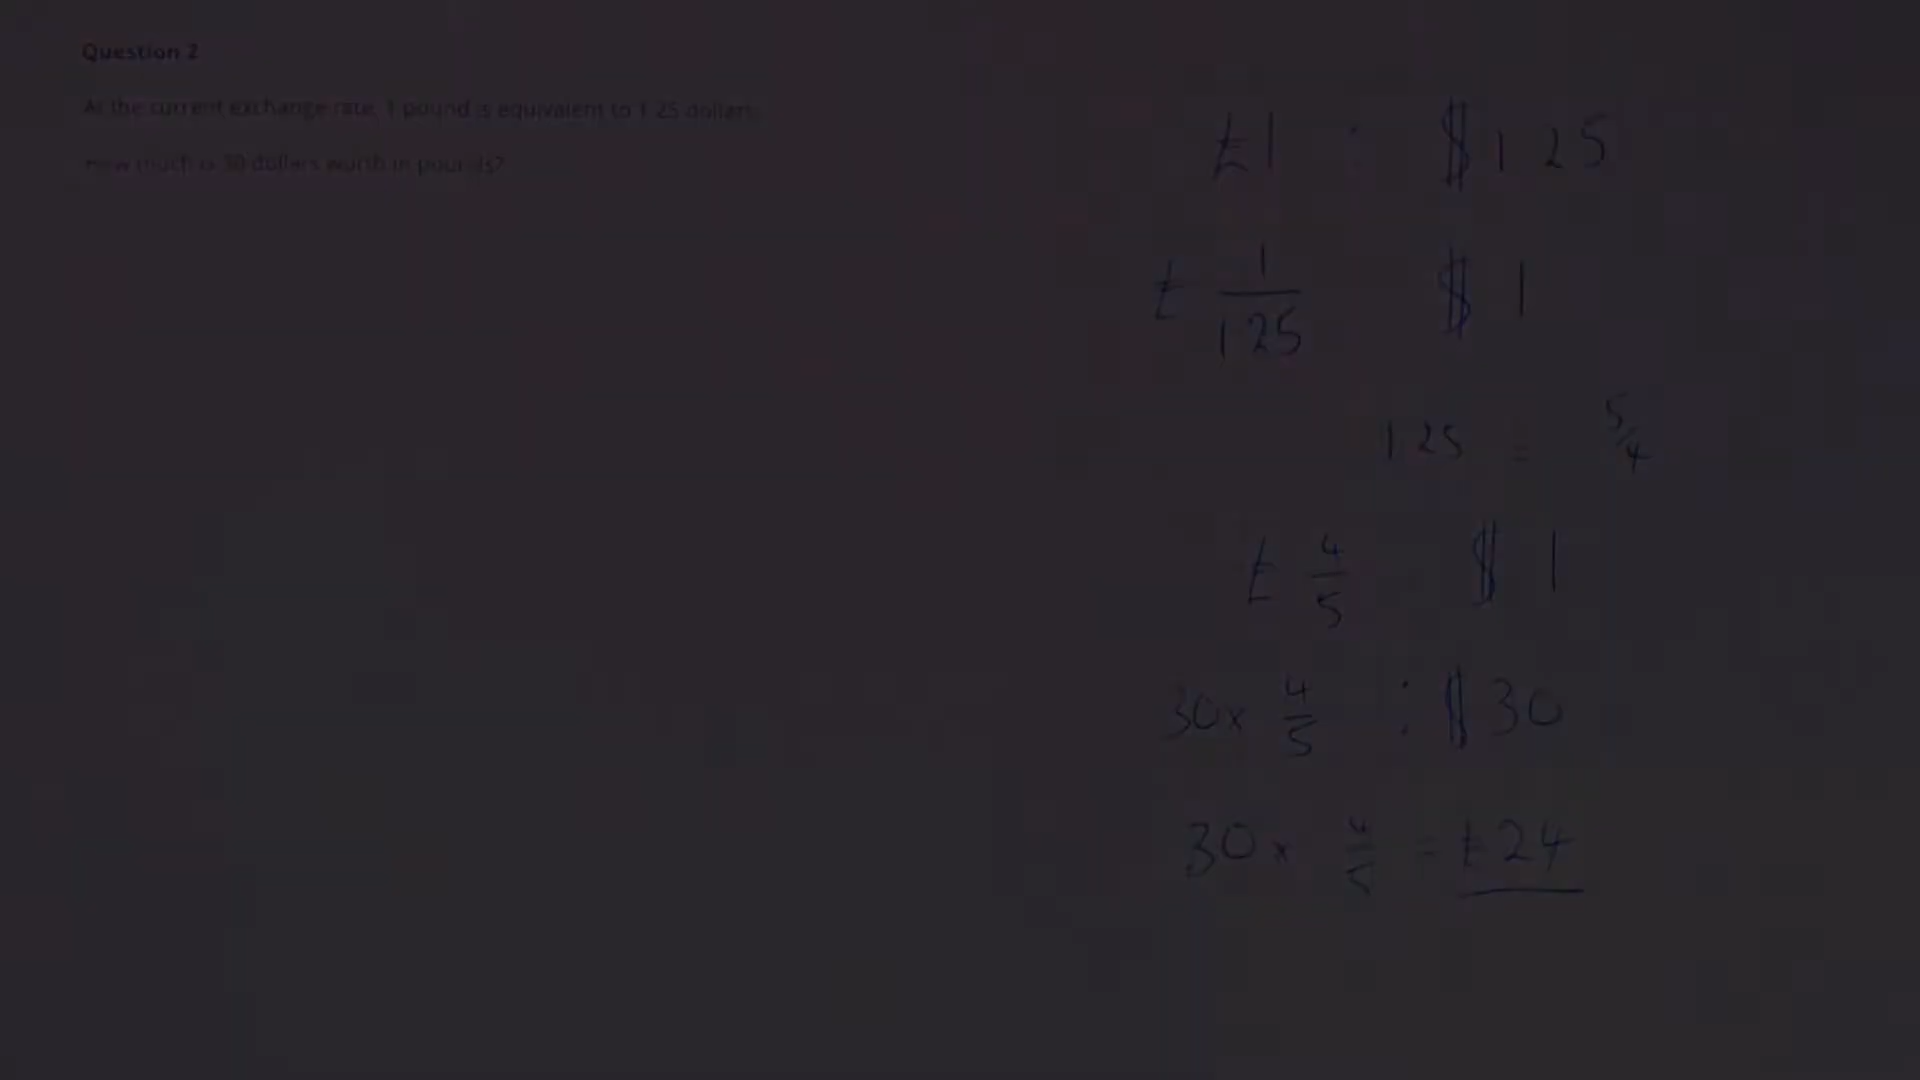 Question 2
At the current exchange rate, 1 pound is equivalent to 1.25 dollars.
How much is 30 dollars worth in pounds?
£1 : $1.25
£ 1/1.25 $ 1
1.25 = 5/4
£ 4/5 : $ 1
30 x 4/5 : $ 30
30 x 4/5 = £24